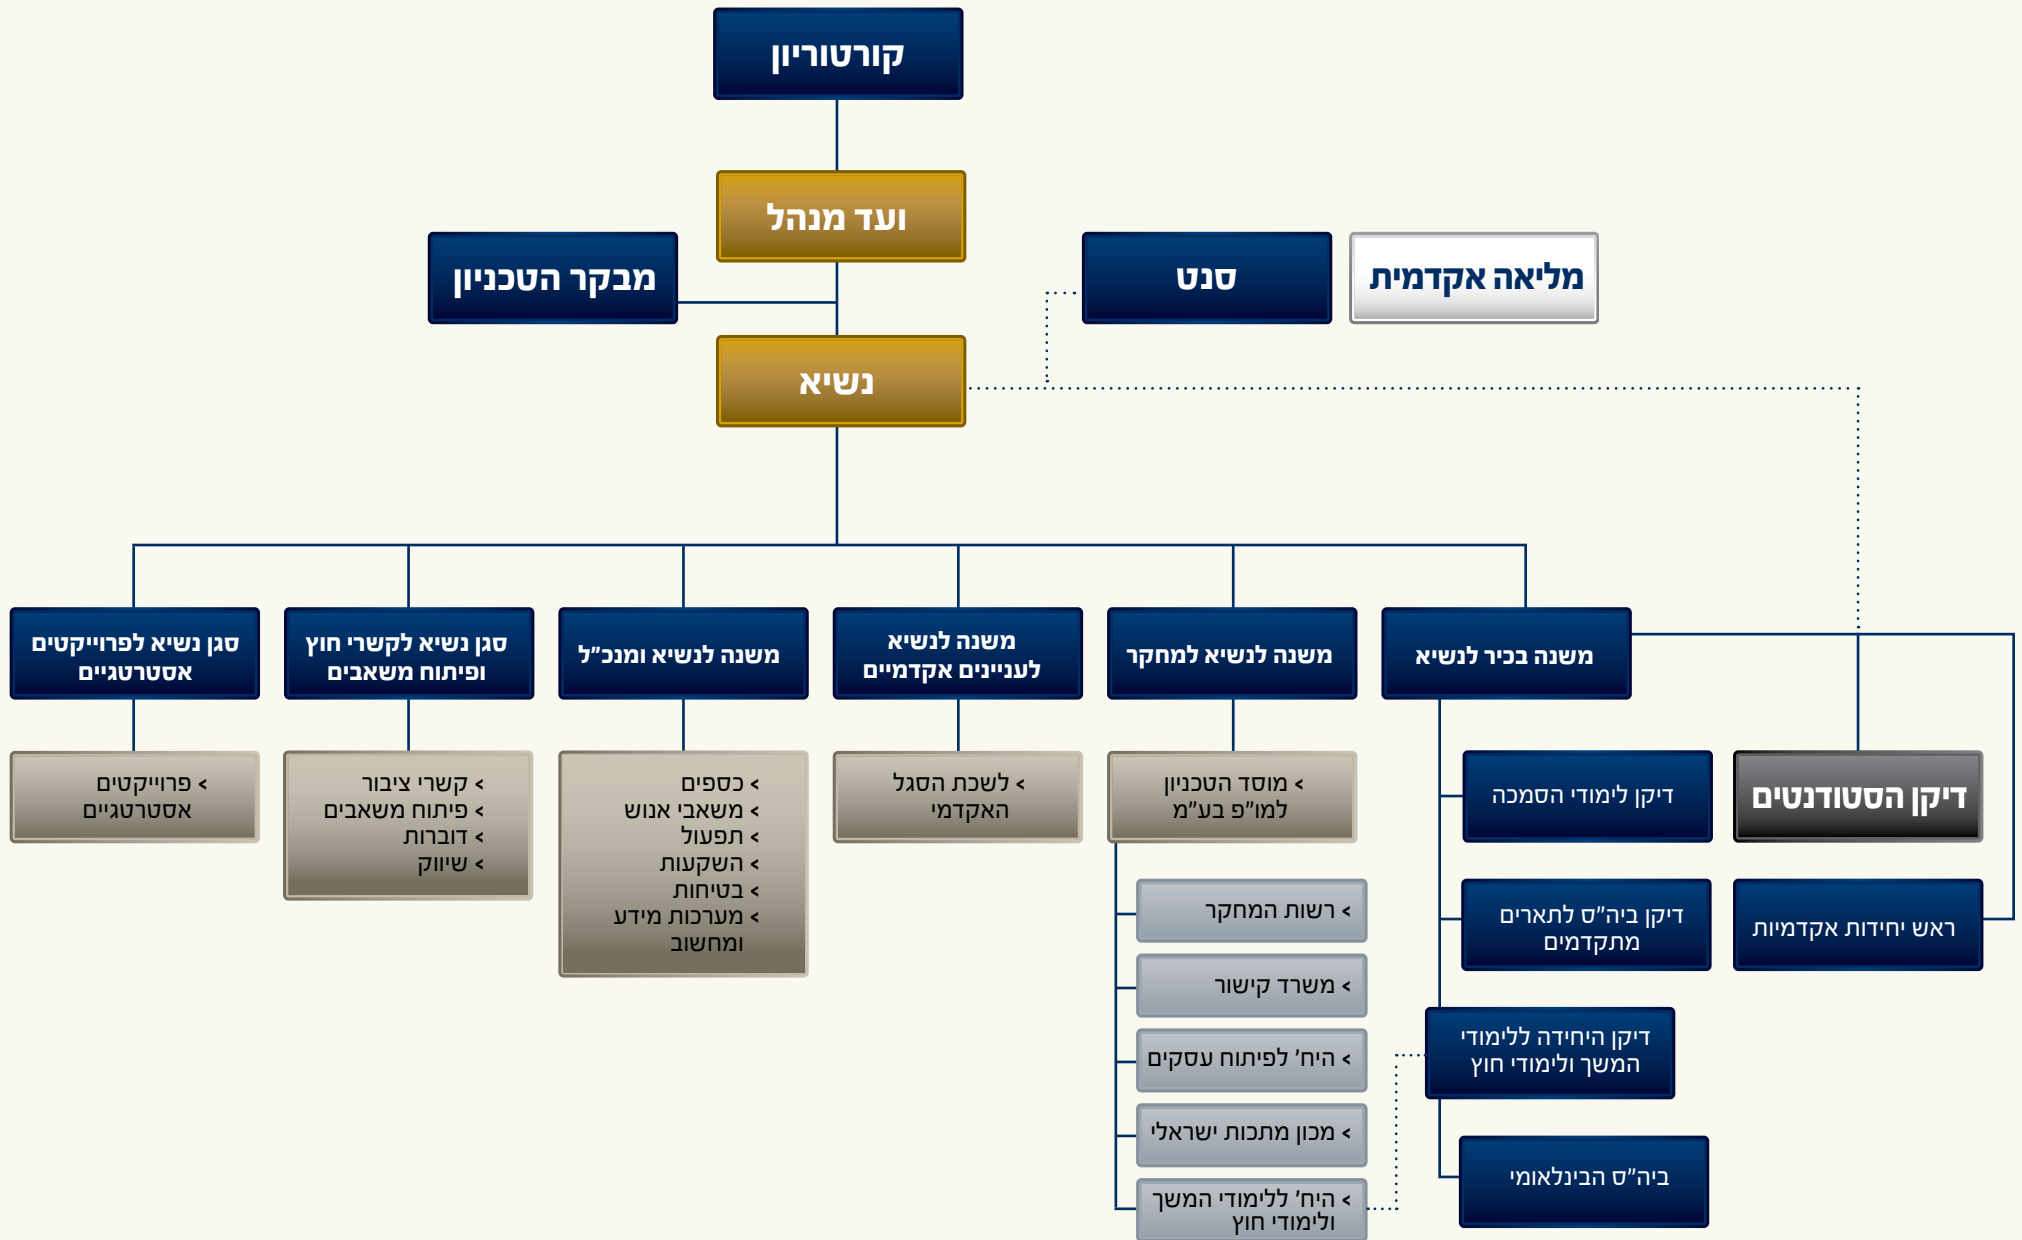 קורטוריון
ועד מנהל
מליאה אקדמית
סנט
מבקר הטכניון
נשיא
משנה בכיר לנשיא
משנה לנשיא למחקר
משנה לנשיא
לעניינים אקדמיים
משנה לנשיא ומנכ"ל
סגן נשיא לקשרי חוץ
ופיתוח משאבים
סגן נשיא לפרוייקטים
אסטרטגיים
דיקן הסטודנטים
דיקן לימודי הסמכה
ראש יחידות אקדמיות
דיקן ביה"ס לתארים
מתקדמים
דיקן היחידה ללימודי
המשך ולימודי חוץ
ביה"ס הבינלאומי
> מוסד הטכניון
למו"פ בע"מ
> רשות המחקר
> משרד קישור
> היח' לפיתוח עסקים
> מכון מתכות ישראלי
> היח' ללימודי המשך
ולימודי חוץ
> לשכת הסגל
האקדמי
> כספים
> משאבי אנוש
> תפעול
> השקעות
> בטיחות
> מערכות מידע
ומחשוב
> קשרי ציבור
> פיתוח משאבים
> דוברות
> שיווק
> פרוייקטים
אסטרטגיים